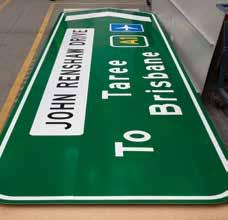 JOHN RENSHAW DRIVE
To Taree A1
Brisbane